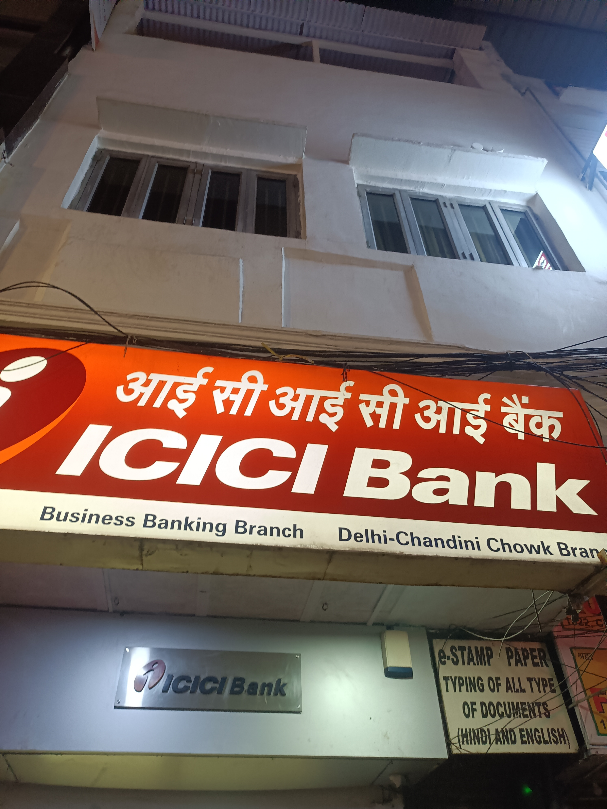 आई सी आई सी आई बैंक
ICICI Bank
Business Banking Branch Delhi-Chandini Chowk Bran
ICICI Bank
e-STAMP PAPER
TYPING OF ALL TYPE
OF DOCUMENTS
(HINDI AND ENGLISH)